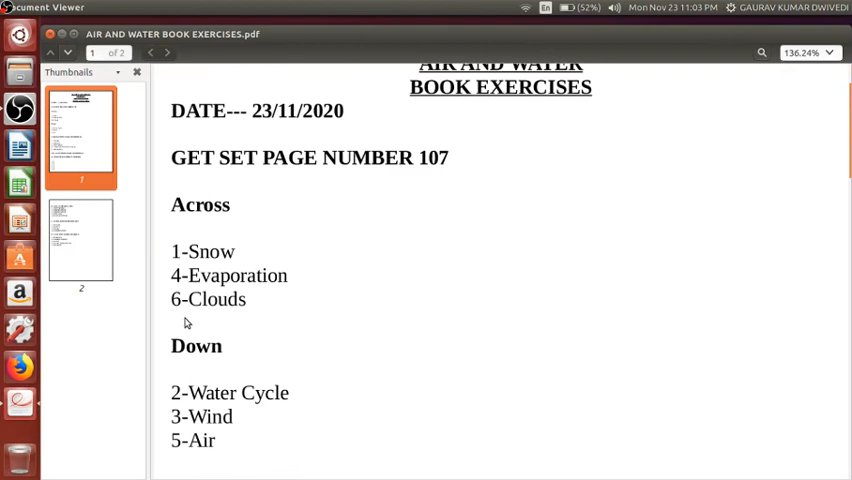 Document Viewer
En
(52%)
Mon Nov 23 11:03 PM
GAURAV KUMAR DWIVEDI
AIR AND WATER BOOK EXERCISES.pdf
1 of 2
136.24%
Thumbnails
1
2
AIR AND WATER
BOOK EXERCISES
DATE--- 23/11/2020
GET SET PAGE NUMBER 107
Across
1-Snow
4-Evaporation
6-Clouds
Down
2-Water Cycle
3-Wind
5-Air